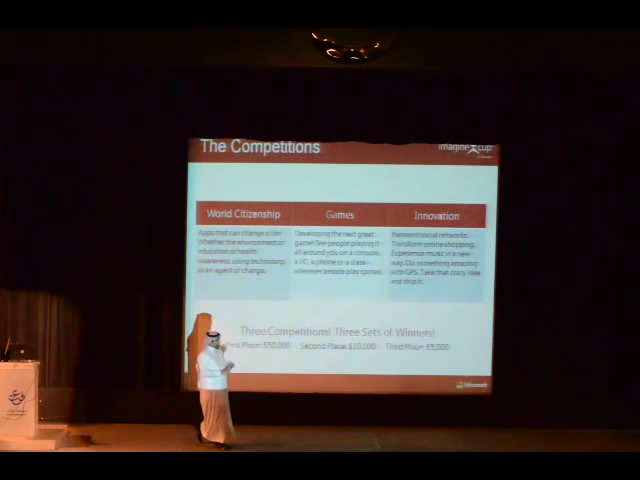 The Competitions
imagine cup
World Citizenship
Games
Innovation
Apps that can change a life!
Whether the environment or
education or health
awareness, using technology
as an agent of change.
Developing the next great
game! See people playing it
all around you on a console
a PC, a phone or a slate –
wherever people play games.
Reinvent social networks.
Transform online shopping.
Experience music in a new
way. Do something amazing
with GPS. Take that crazy idea
and ship it.
Three Competitions! Three Sets of Winners!
First Place: $50,000 Second Place: $10,000 Third Place: $5,000
Microsoft